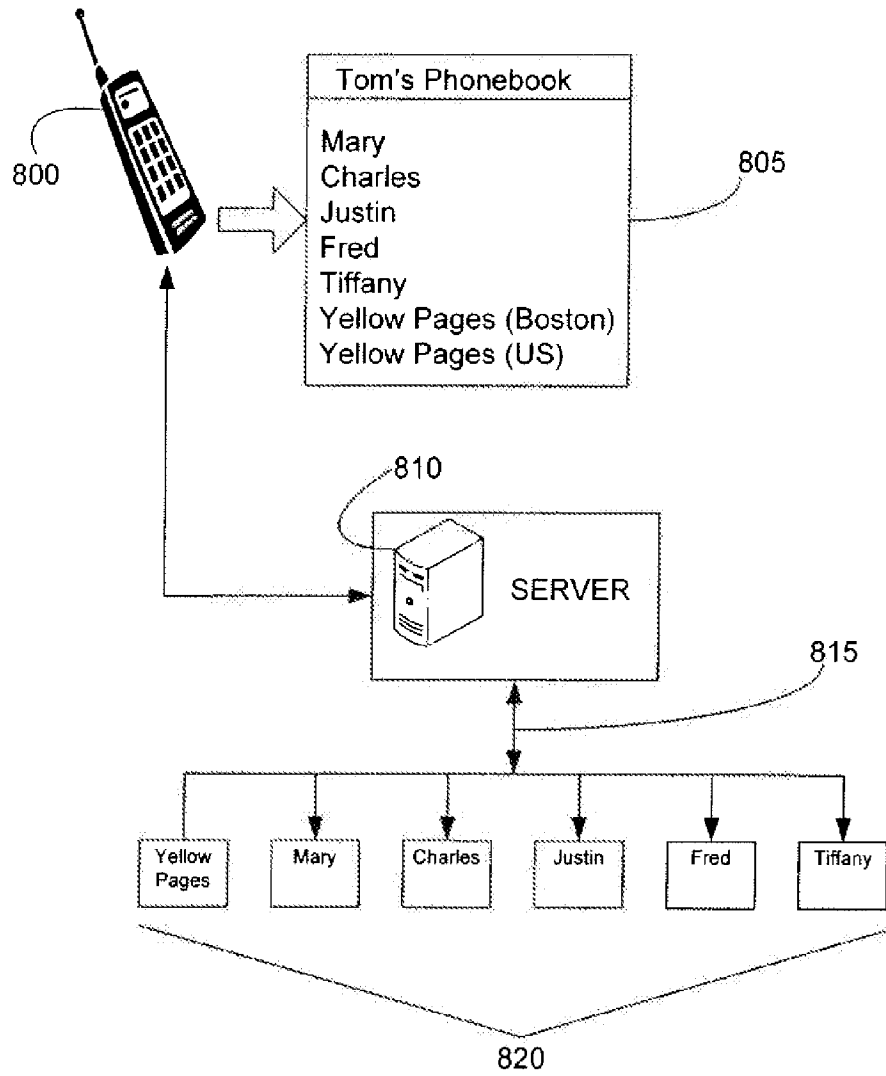 Tom's Phonebook
800
Mary
Charles
Justin
Fred
Tiffany
Yellow Pages (Boston)
Yellow Pages (US)
805
810
SERVER
815
Yellow
Pages
Mary
Charles
Justin
Fred
Tiffany
820